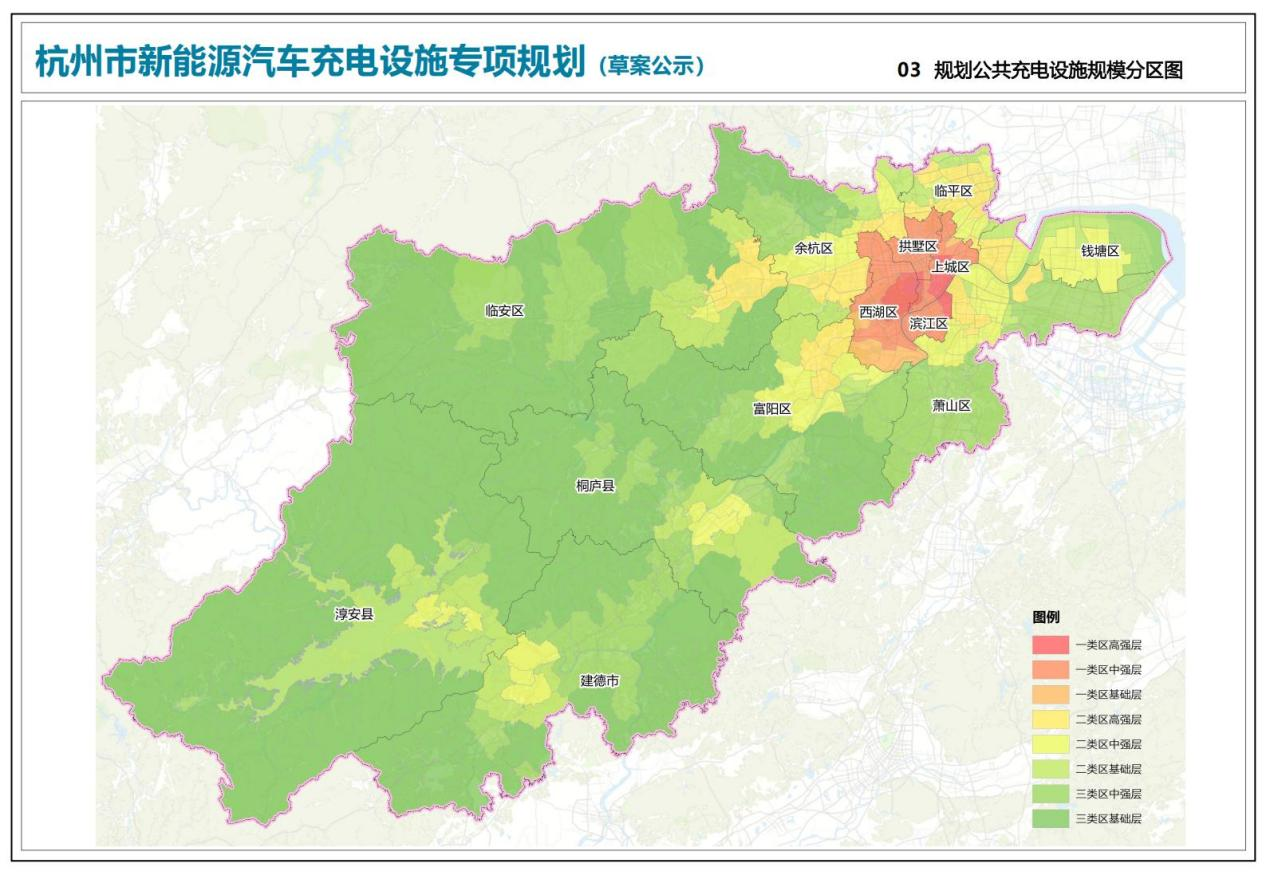 杭州市新能源汽车充电设施专项规划（草案公示）
03 规划公共充电设施规模分区图
临平区
余杭区
拱墅区
钱塘区
上城区
临安区
西湖区
滨江区
富阳区
萧山区
桐庐县
淳安县
建德市
图例
一类区高强层
一类区中强层
一类区基础层
二类区高强层
二类区中强层
二类区基础层
三类区中强层
三类区基础层